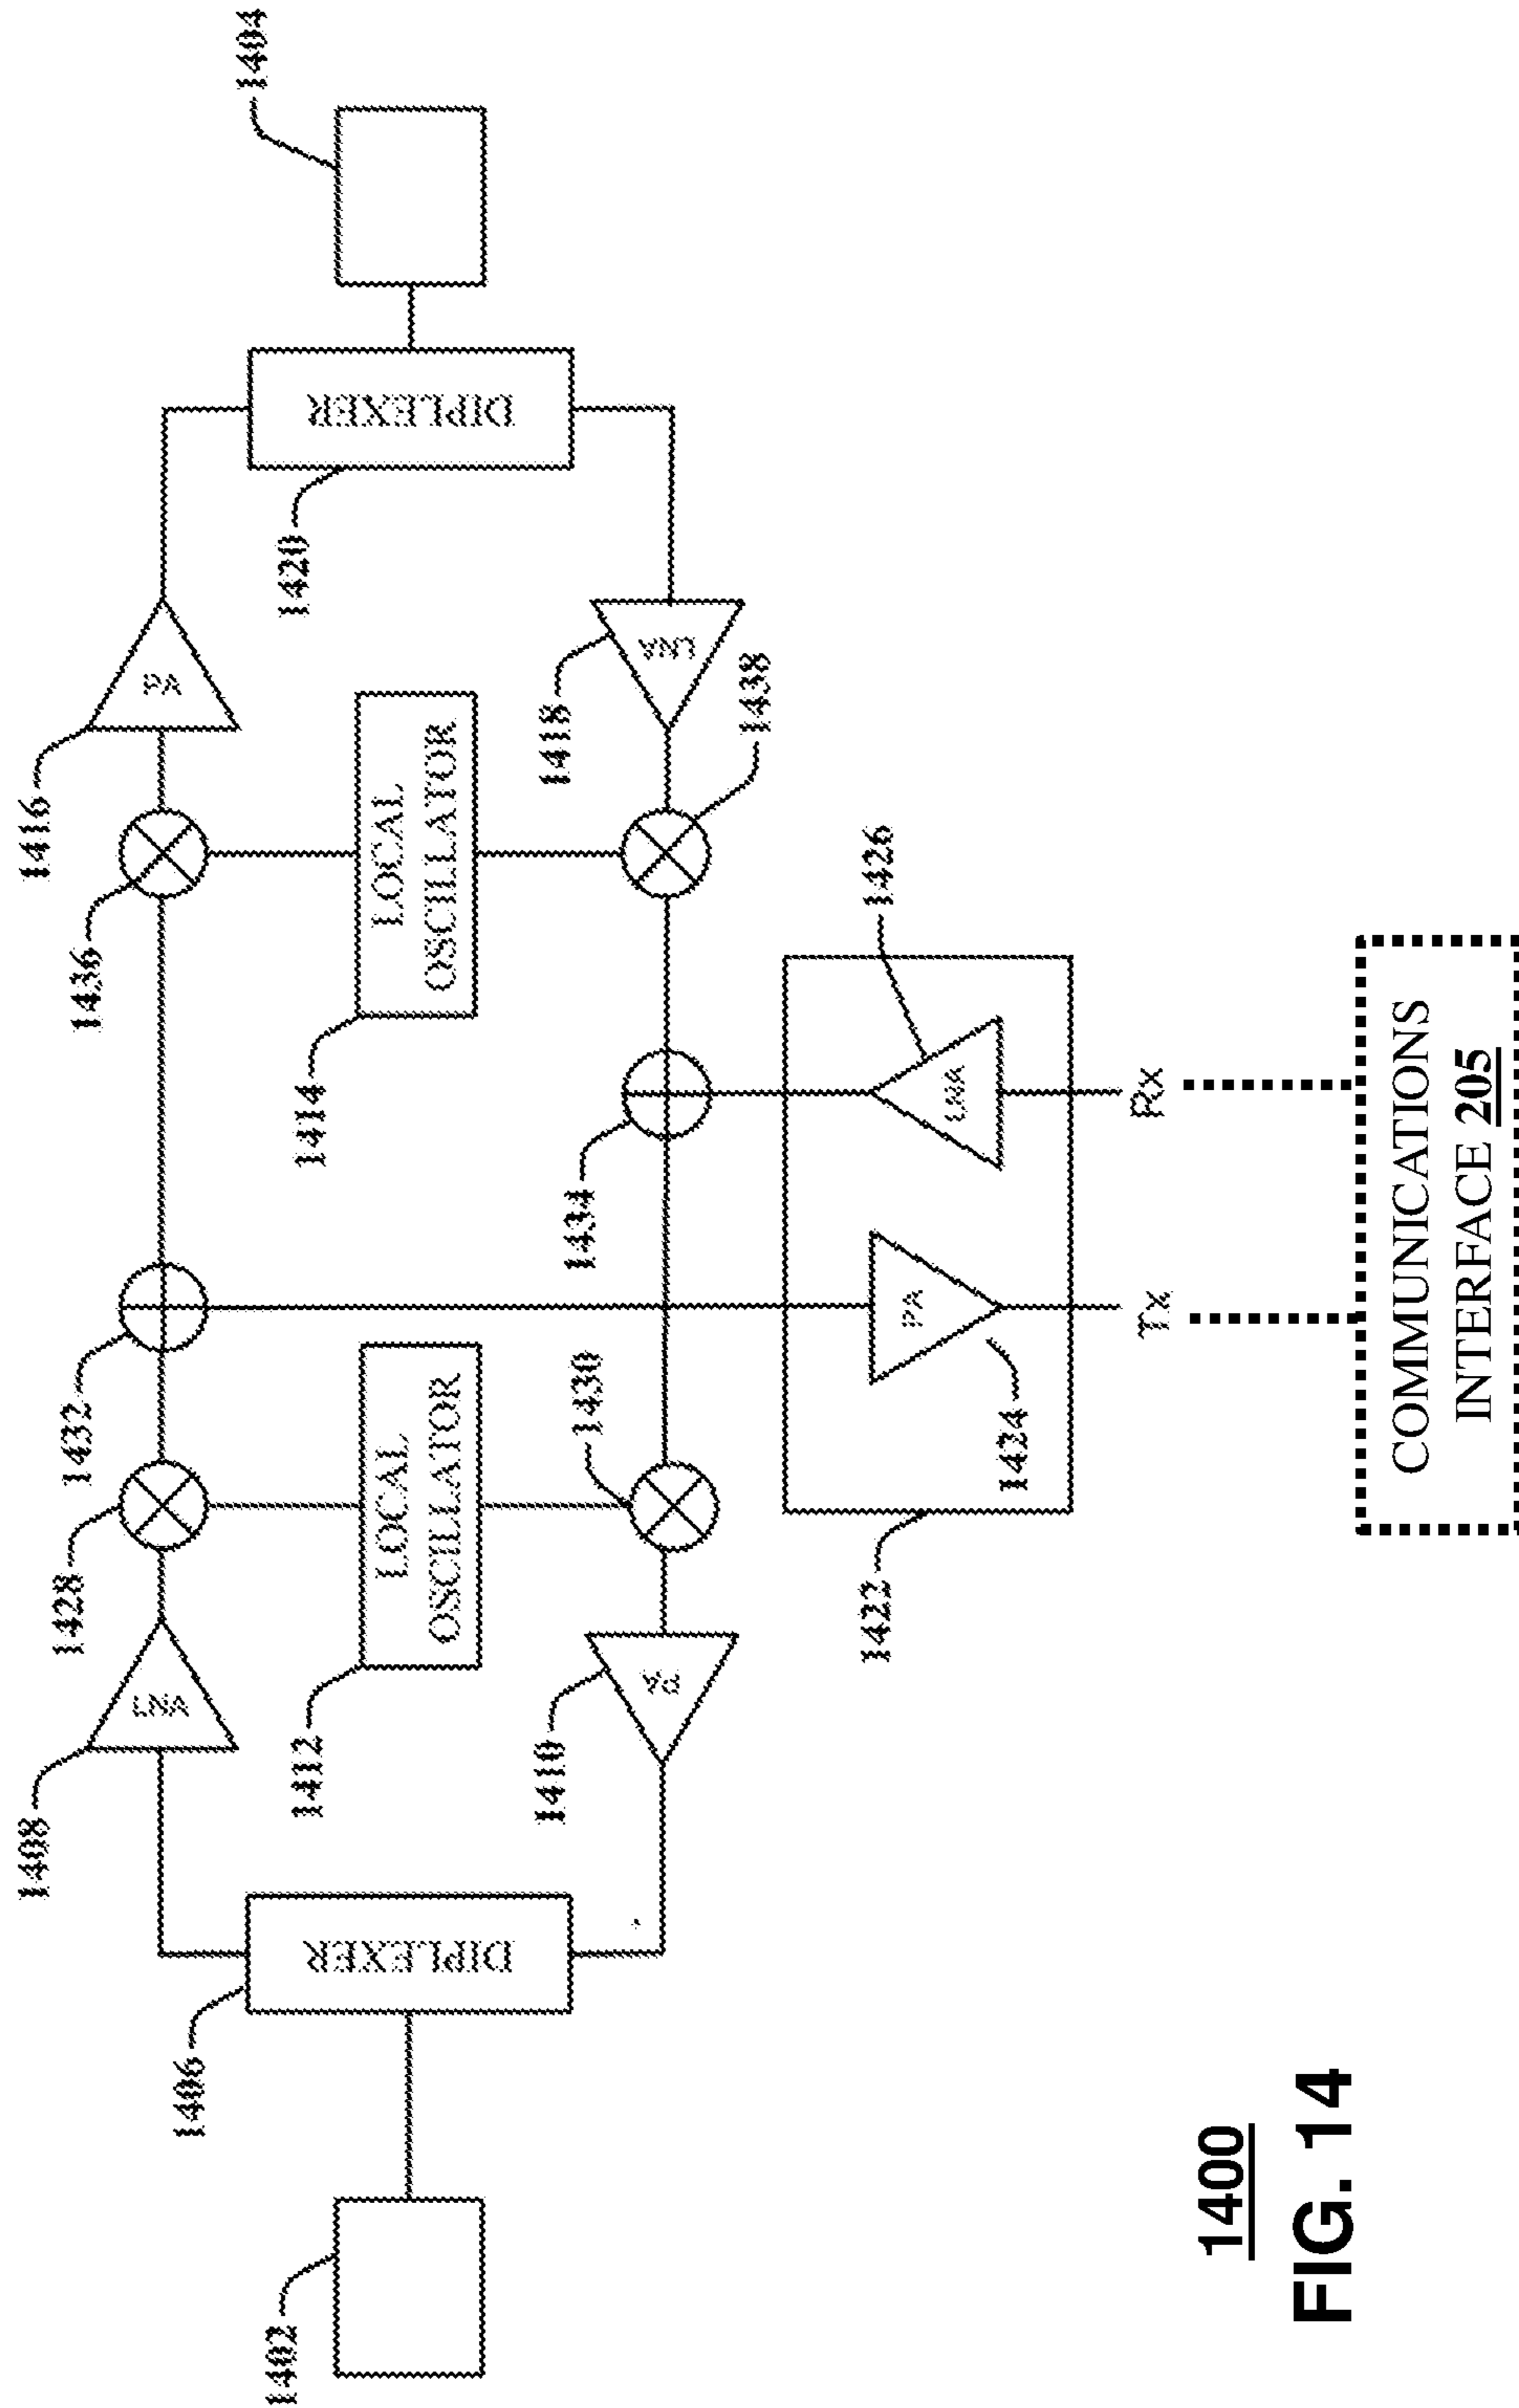 1404
1416
PA
1436
1420
DIPLEXER
1418
LNA
1438
LOCAL
OSCILLATOR
1414
1426
LNA
1434
Rx
1432
1428
LOCAL
OSCILLATOR
1430
PA
1424
Tx
1422
COMMUNICATIONS
INTERFACE 205
1408
LNA
1412
1410
PA
DIPLEXER
1406
1402
1400
FIG. 14